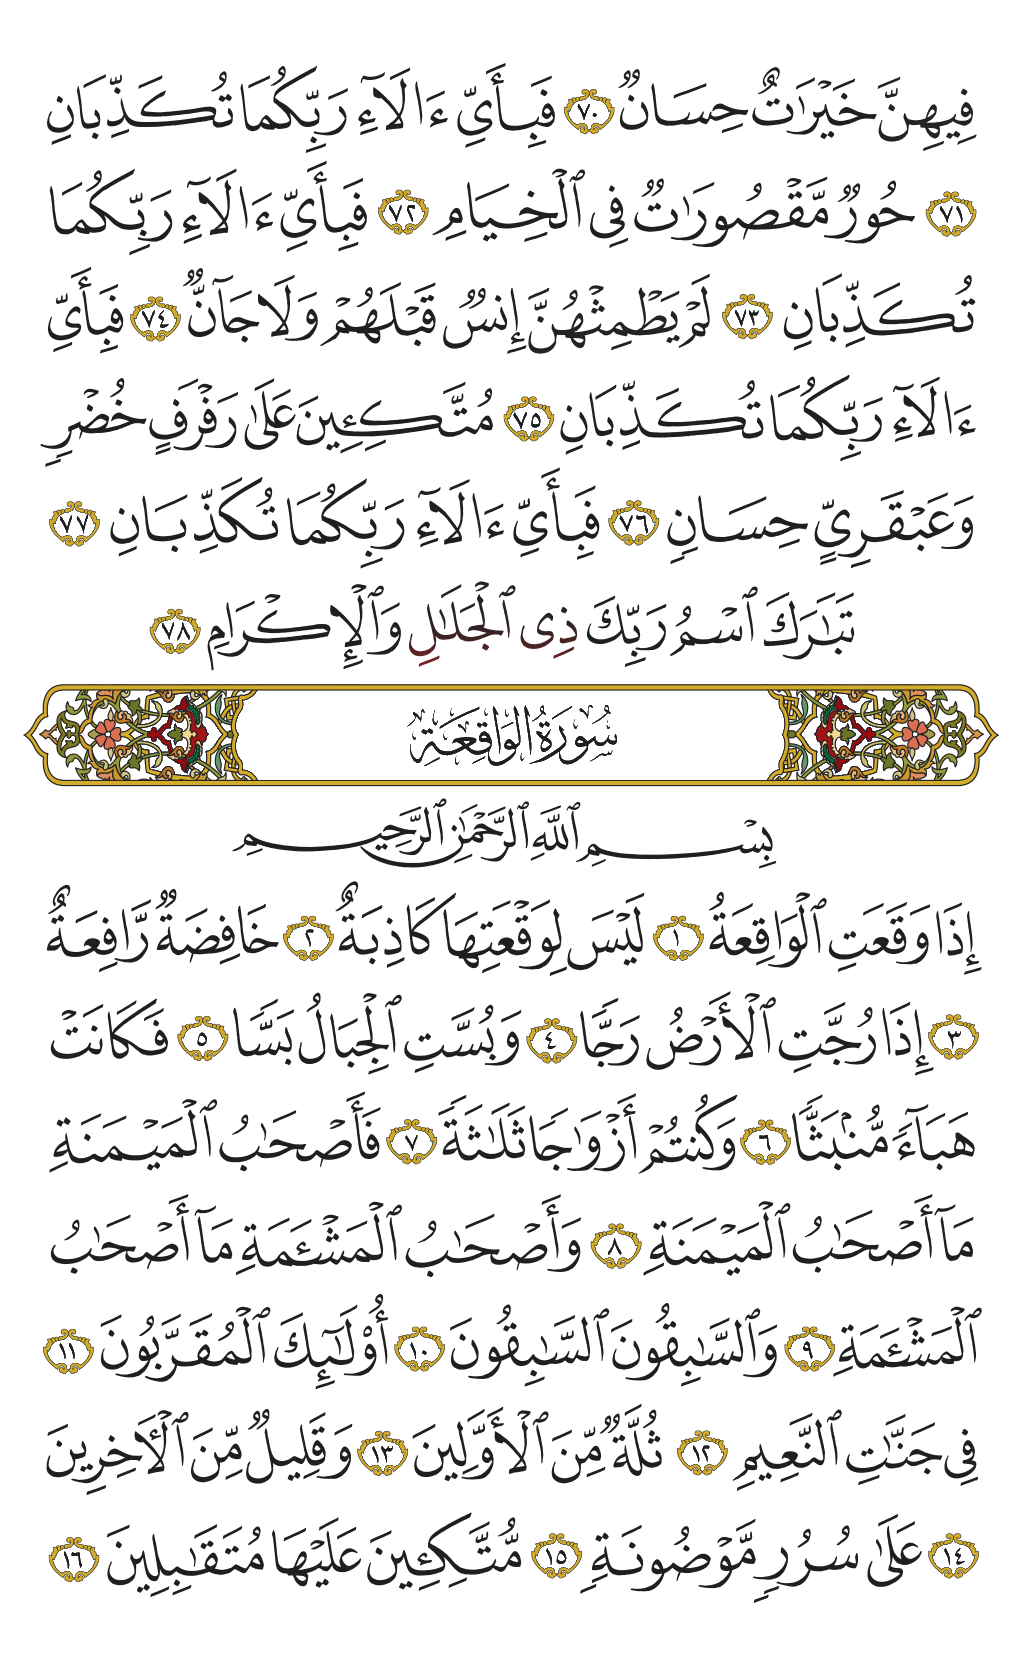 فِيهِنَّ خَيْرَٰتٌ حِسَانٌ ٧٠ فَبِأَيِّ ءَالَآءِ رَبِّكُمَا تُكَذِّبَانِ
٧١ حُورٌ مَّقْصُورَٰتٌ فِى ٱلْخِيَامِ ٧٢ فَبِأَيِّ ءَالَآءِ رَبِّكُمَا
تُكَذِّبَانِ ٧٣ لَمْ يَطْمِثْهُنَّ إِنسٌ قَبْلَهُمْ وَلَا جَآنٌّ ٧٤ فَبِأَيِّ
ءَالَآءِ رَبِّكُمَا تُكَذِّبَانِ ٧٥ مُتَّكِـِٔينَ عَلَىٰ رَفْرَفٍ خُضْرٍ
وَعَبْقَرِيٍّ حِسَانٍ ٧٦ فَبِأَيِّ ءَالَآءِ رَبِّكُمَا تُكَذِّبَانِ ٧٧
تَبَٰرَكَ ٱسْمُ رَبِّكَ ذِى ٱلْجَلَٰلِ وَٱلْإِكْرَامِ ٧٨
سُورَةُ الوَاقِعَةِ
بِسْمِ ٱللَّهِ ٱلرَّحْمَٰنِ ٱلرَّحِيمِ
إِذَا وَقَعَتِ ٱلْوَاقِعَةُ ١ لَيْسَ لِوَقْعَتِهَا كَاذِبَةٌ ٢ خَافِضَةٌ رَّافِعَةٌ
٣ إِذَا رُجَّتِ ٱلْأَرْضُ رَجًّا ٤ وَبُسَّتِ ٱلْجِبَالُ بَسًّا ٥ فَكَانَتْ
هَبَآءً مُّنۢبَثًّا ٦ وَكُنتُمْ أَزْوَٰجًا ثَلَٰثَةً ٧ فَأَصْحَٰبُ ٱلْمَيْمَنَةِ
مَآ أَصْحَٰبُ ٱلْمَيْمَنَةِ ٨ وَأَصْحَٰبُ ٱلْمَشْـَٔمَةِ مَآ أَصْحَٰبُ
ٱلْمَشْـَٔمَةِ ٩ وَٱلسَّٰبِقُونَ ٱلسَّٰبِقُونَ ١٠ أُو۟لَٰٓئِكَ ٱلْمُقَرَّبُونَ ١١
فِى جَنَّٰتِ ٱلنَّعِيمِ ١٢ ثُلَّةٌ مِّنَ ٱلْأَوَّلِينَ ١٣ وَقَلِيلٌ مِّنَ ٱلْـَٔاخِرِينَ
١٤ عَلَىٰ سُرُرٍ مَّوْضُونَةٍ ١٥ مُّتَّكِـِٔينَ عَلَيْهَا مُتَقَٰبِلِينَ ١٦